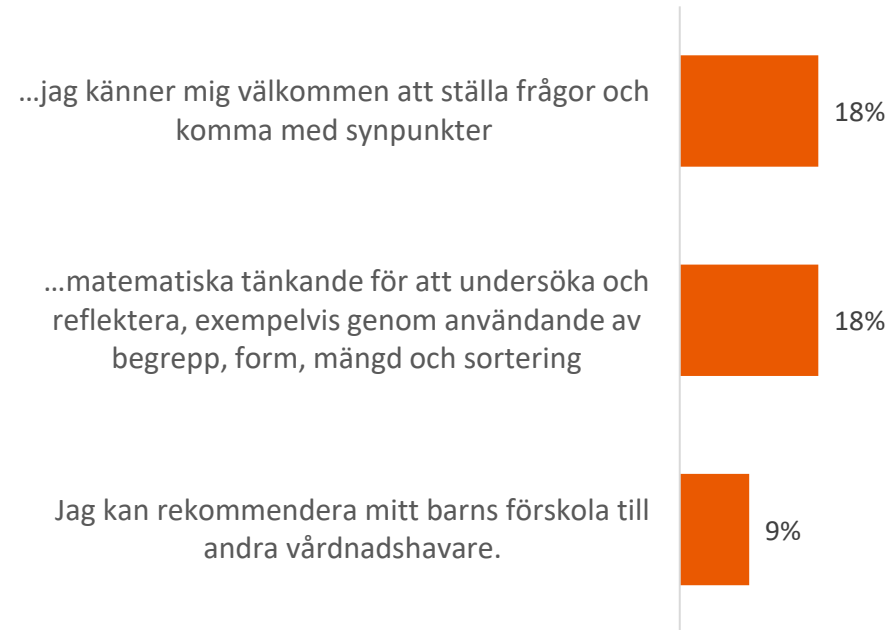 …jag känner mig välkommen att ställa frågor och
komma med synpunkter
18%
…matematiska tänkande för att undersöka och
reflektera, exempelvis genom användande av
begrepp, form, mängd och sortering
18%
Jag kan rekommendera mitt barns förskola till
andra vårdnadshavare.
9%